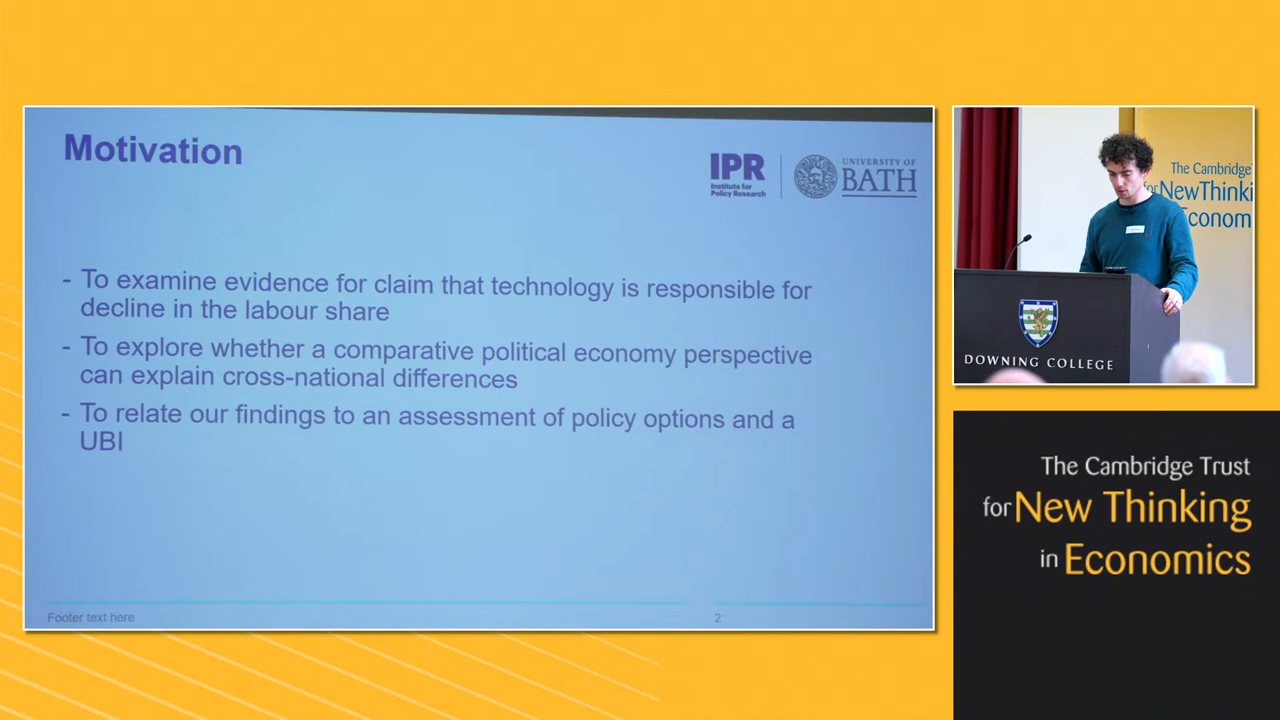 Motivation
IPR
Institute for
Policy Research
UNIVERSITY OF
BATH
- To examine evidence for claim that technology is responsible for
decline in the labour share
- To explore whether a comparative political economy perspective
can explain cross-national differences
- To relate our findings to an assessment of policy options and a
UBI
Footer text here
2
The Cambridge
for NewThinki
Econom
DOWNING COLLEGE
The Cambridge Trust
for New Thinking
in Economics